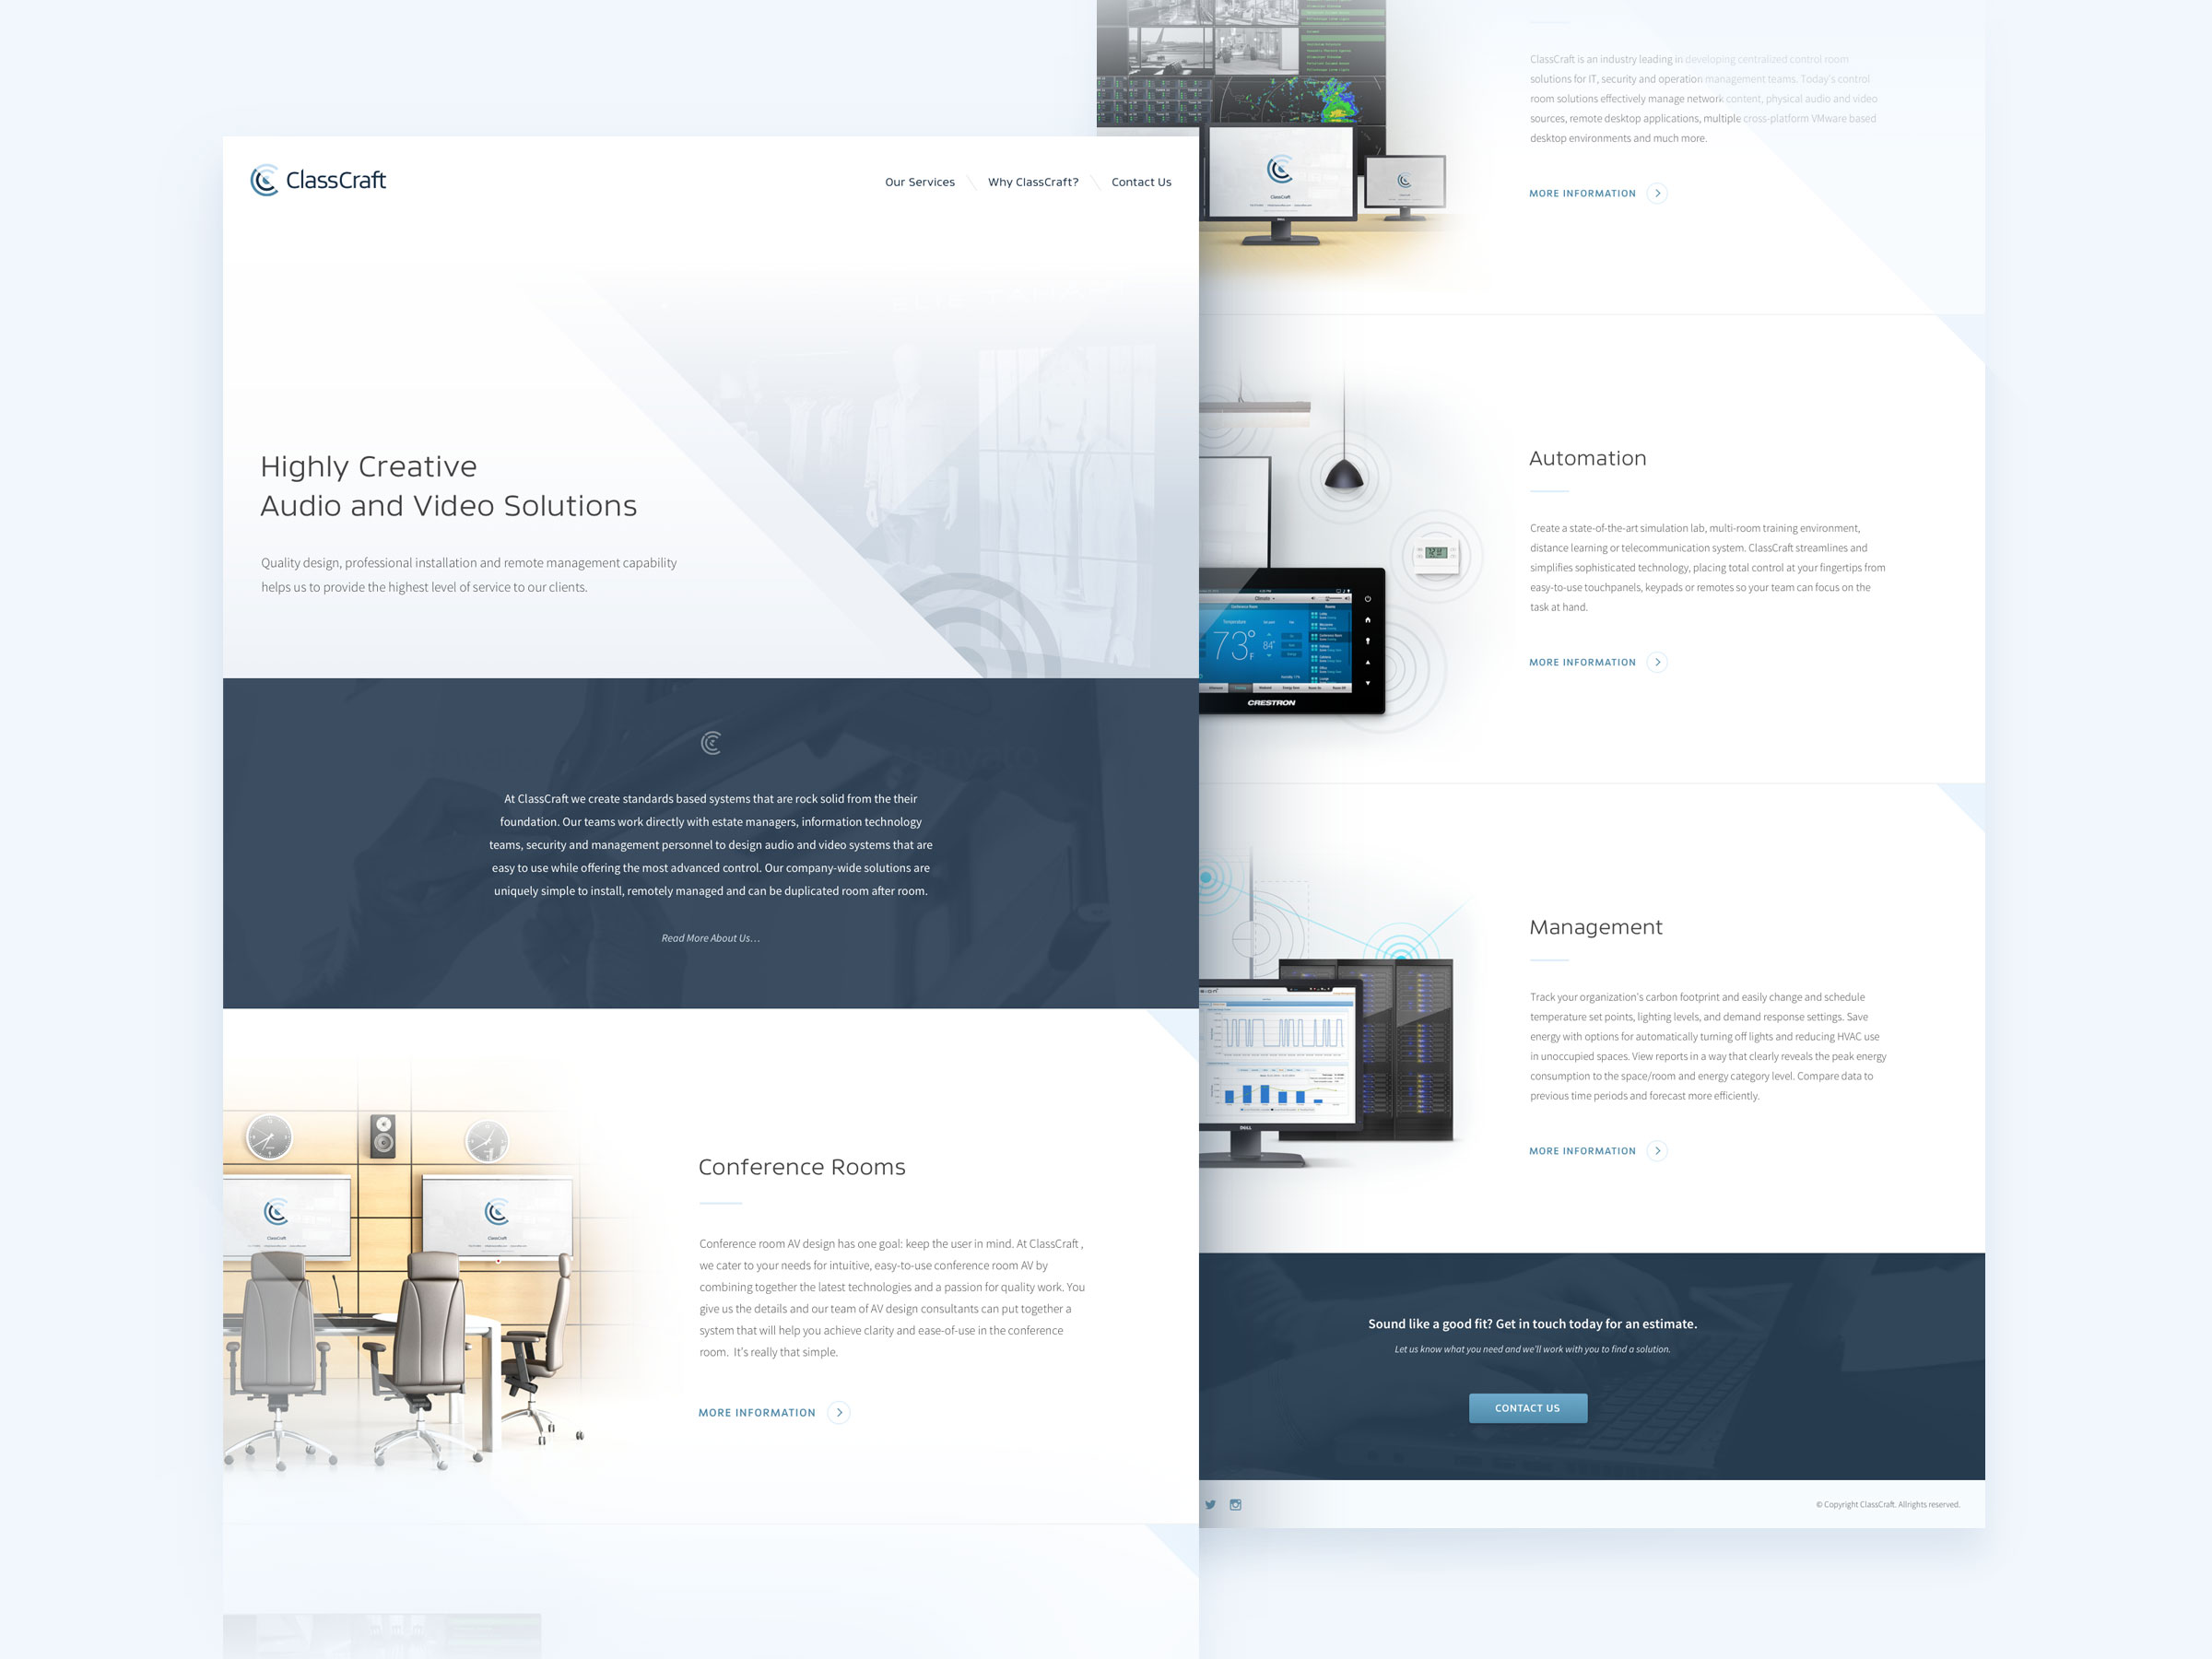 ClassCraft
Our Services
Why ClassCraft?
Contact Us
Highly Creative
Audio and Video Solutions
Quality design, professional installation and remote management capability
helps us to provide the highest level of service to our clients.
At ClassCraft we create standards based systems that are rock solid from the their
foundation. Our teams work directly with estate managers, information technology
teams, security and management personnel to design audio and video systems that are
easy to use while offering the most advanced control. Our company-wide solutions are
uniquely simple to install, remotely managed and can be duplicated room after room.
Read More About Us...
ClassCraft
ClassCraft
Conference Rooms
Conference room AV design has one goal: keep the user in mind. At ClassCraft ,
we cater to your needs for intuitive, easy-to-use conference room AV by
combining together the latest technologies and a passion for quality work. You
give us the details and our team of AV design consultants can put together a
system that will help you achieve clarity and ease-of-use in the conference
room.  It's really that simple.
MORE INFORMATION
ClassCraft
DELL
ClassCraft is an industry leading in developing centralized control room
solutions for IT, security and operation management teams. Today's control
room solutions effectively manage network content, physical audio and video
sources, remote desktop applications, multiple cross-platform VMware based
desktop environments and much more.
MORE INFORMATION
Climate
Conference Room
Rooms
Temperature
73°F
84°
CRESTRON
Automation
Create a state-of-the-art simulation lab, multi-room training environment,
distance learning or telecommunication system. ClassCraft streamlines and
simplifies sophisticated technology, placing total control at your fingertips from
easy-to-use touchpanels, keypads or remotes so your team can focus on the
task at hand.
MORE INFORMATION
DELL
Management
Track your organization's carbon footprint and easily change and schedule
temperature set points, lighting levels, and demand response settings. Save
energy with options for automatically turning off lights and reducing HVAC use
in unoccupied spaces. View reports in a way that clearly reveals the peak energy
consumption to the space/room and energy category level. Compare data to
previous time periods and forecast more efficiently.
MORE INFORMATION
Sound like a good fit? Get in touch today for an estimate.
Let us know what you need and we'll work with you to find a solution.
CONTACT US
© Copyright ClassCraft. Allrights reserved.